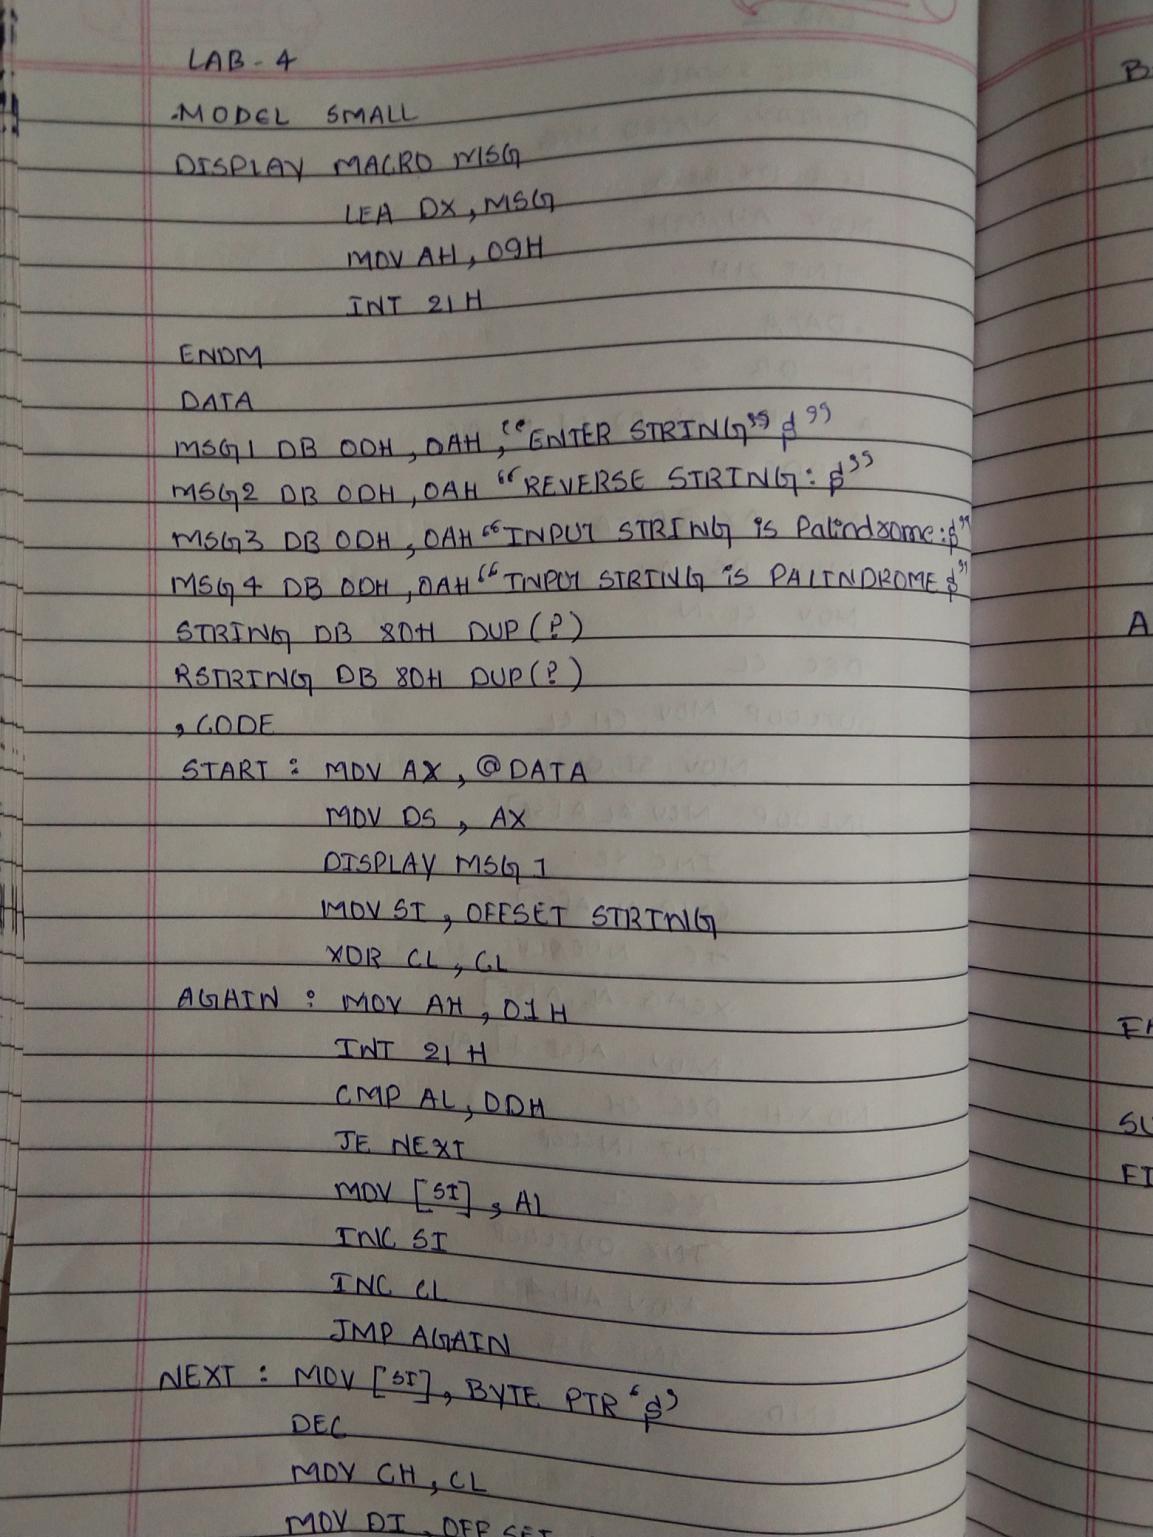 LAB-4
.MODEL SMALL
DISPLAY MACRO MSG
LEA DX, MSG
MOV AH, 09H
INT 21H
ENDM
DATA
MSG1 DB 0DH, 0AH, "ENTER STRING" $"
MSG2 DB 0DH, 0AH "REVERSE STRING: $"
MSG3 DB 0DH, 0AH "INPUT STRING is Palindrome: $"
MSG4 DB 0DH, 0AH "INPUT STRING is PALINDROME $"
STRING DB 80H DUP(?)
RSTRING DB 80H DUP(?)
, CODE
START : MOV AX, @DATA
MOV DS, AX
DISPLAY MSG1
MOV SI, OFFSET STRING
XOR CL, CL
AGAIN : MOV AH, 01H
INT 21H
CMP AL, 0DH
JE NEXT
MOV [SI], AL
INC SI
INC CL
JMP AGAIN
NEXT : MOV [SI], BYTE PTR '$'
DEC
MOV CH, CL
MOV DI, OFFSET
B
A
SU